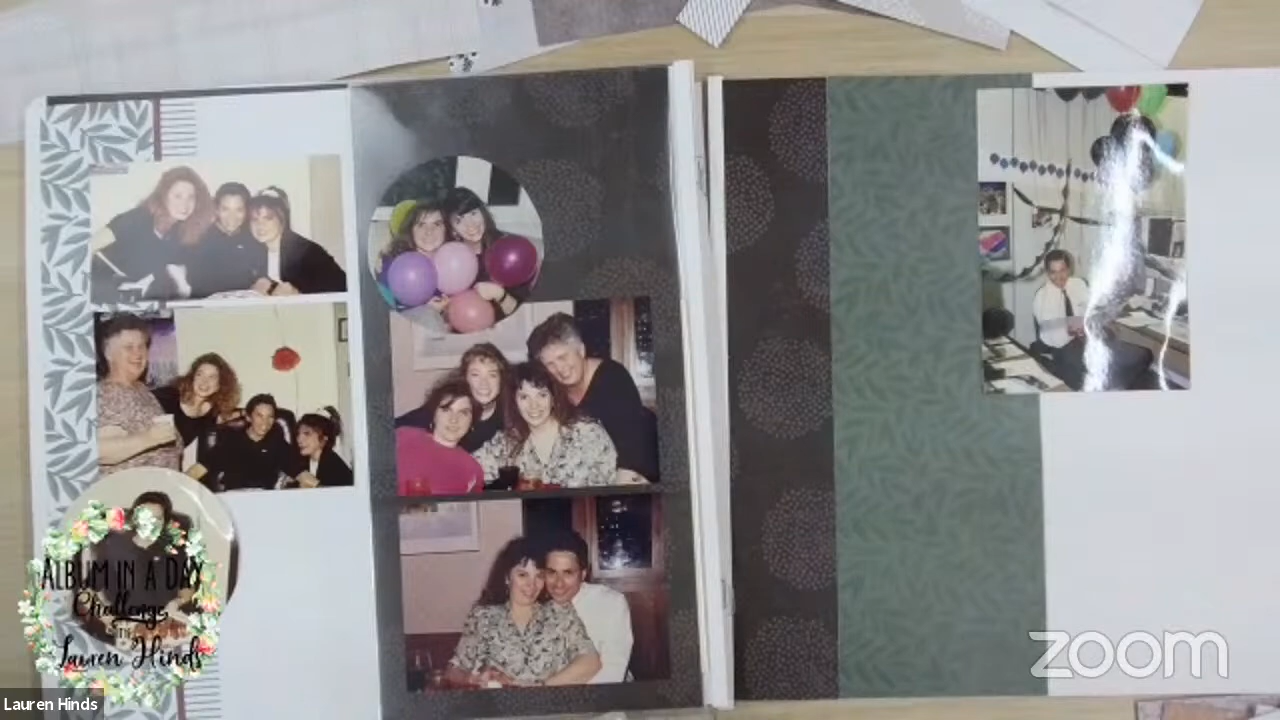 ALBUM IN A DAY
Challenge
WITH
Lauren Hinds
zoom
Lauren Hinds